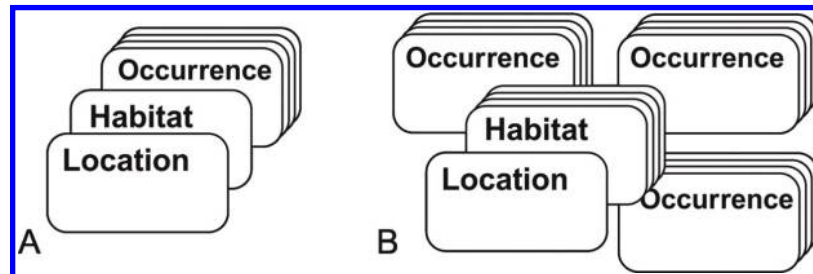 Occurrence
Habitat
Location
A
Occurrence
Occurrence
Habitat
Location
Occurrence
B